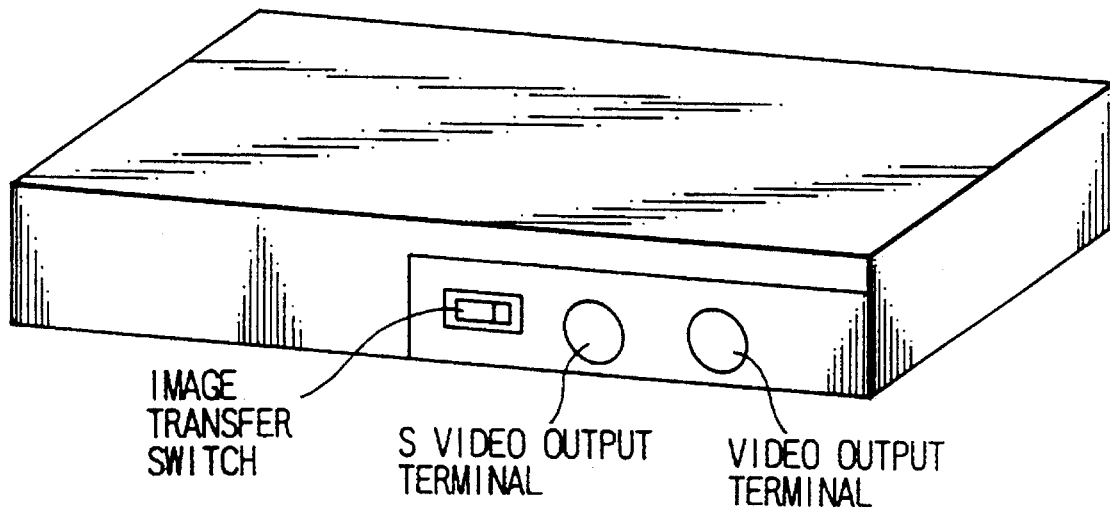 IMAGE
TRANSFER
SWITCH
S VIDEO OUTPUT
TERMINAL
VIDEO OUTPUT
TERMINAL